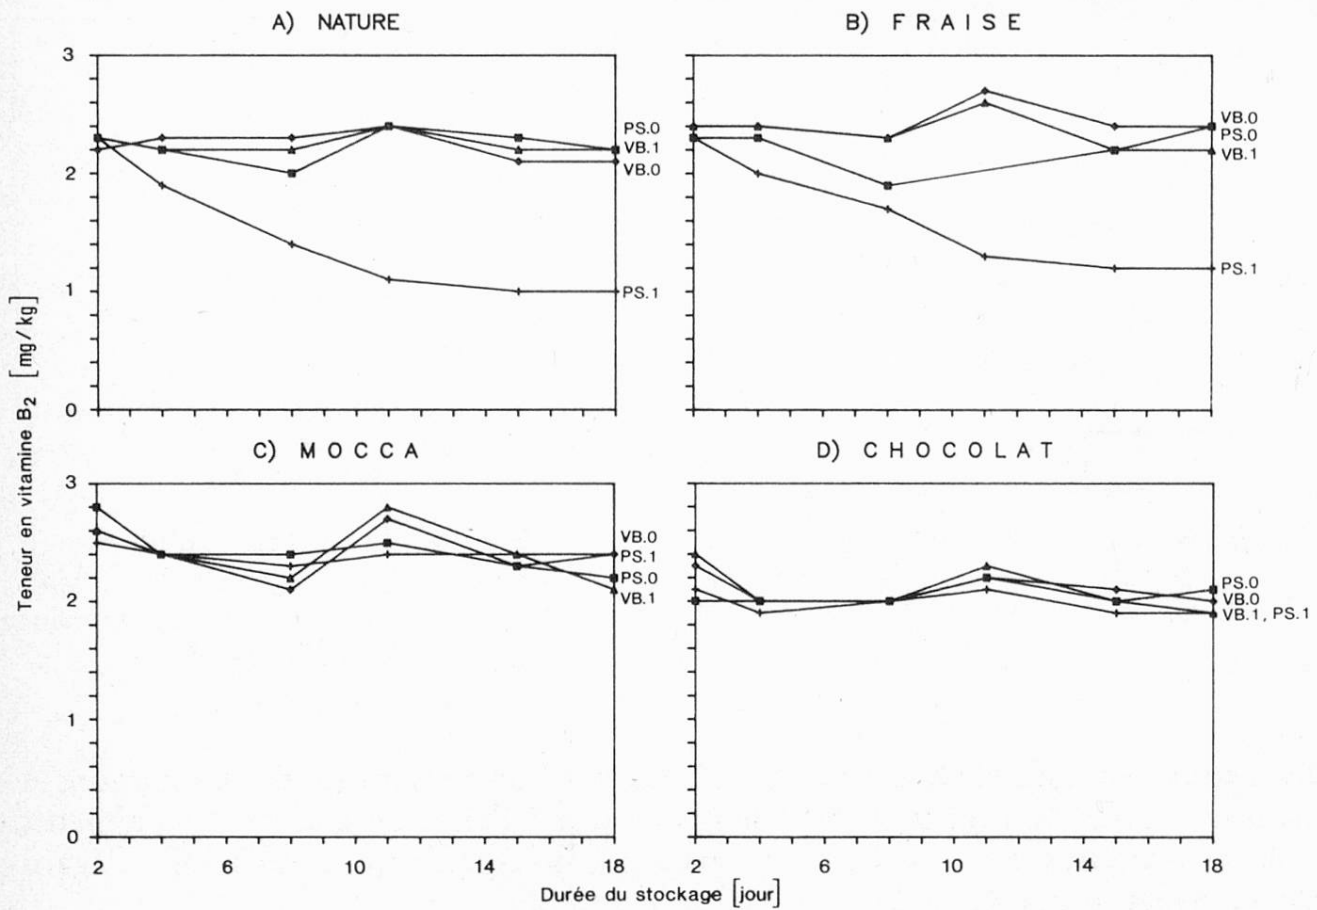 A) NATURE
B) FRAISE
3
2
1
0
PS.0
VB.1
VB.0
PS.1
VB.0
PS.0
VB.1
PS.1
Teneur en vitamine B2 [mg/kg]
C) MOCCA
D) CHOCOLAT
3
2
1
0
VB.0
PS.1
PS.0
VB.1
PS.0
VB.0
VB.1, PS.1
2 6 10 14 18
2 6 10 14 18
Durée du stockage [jour]